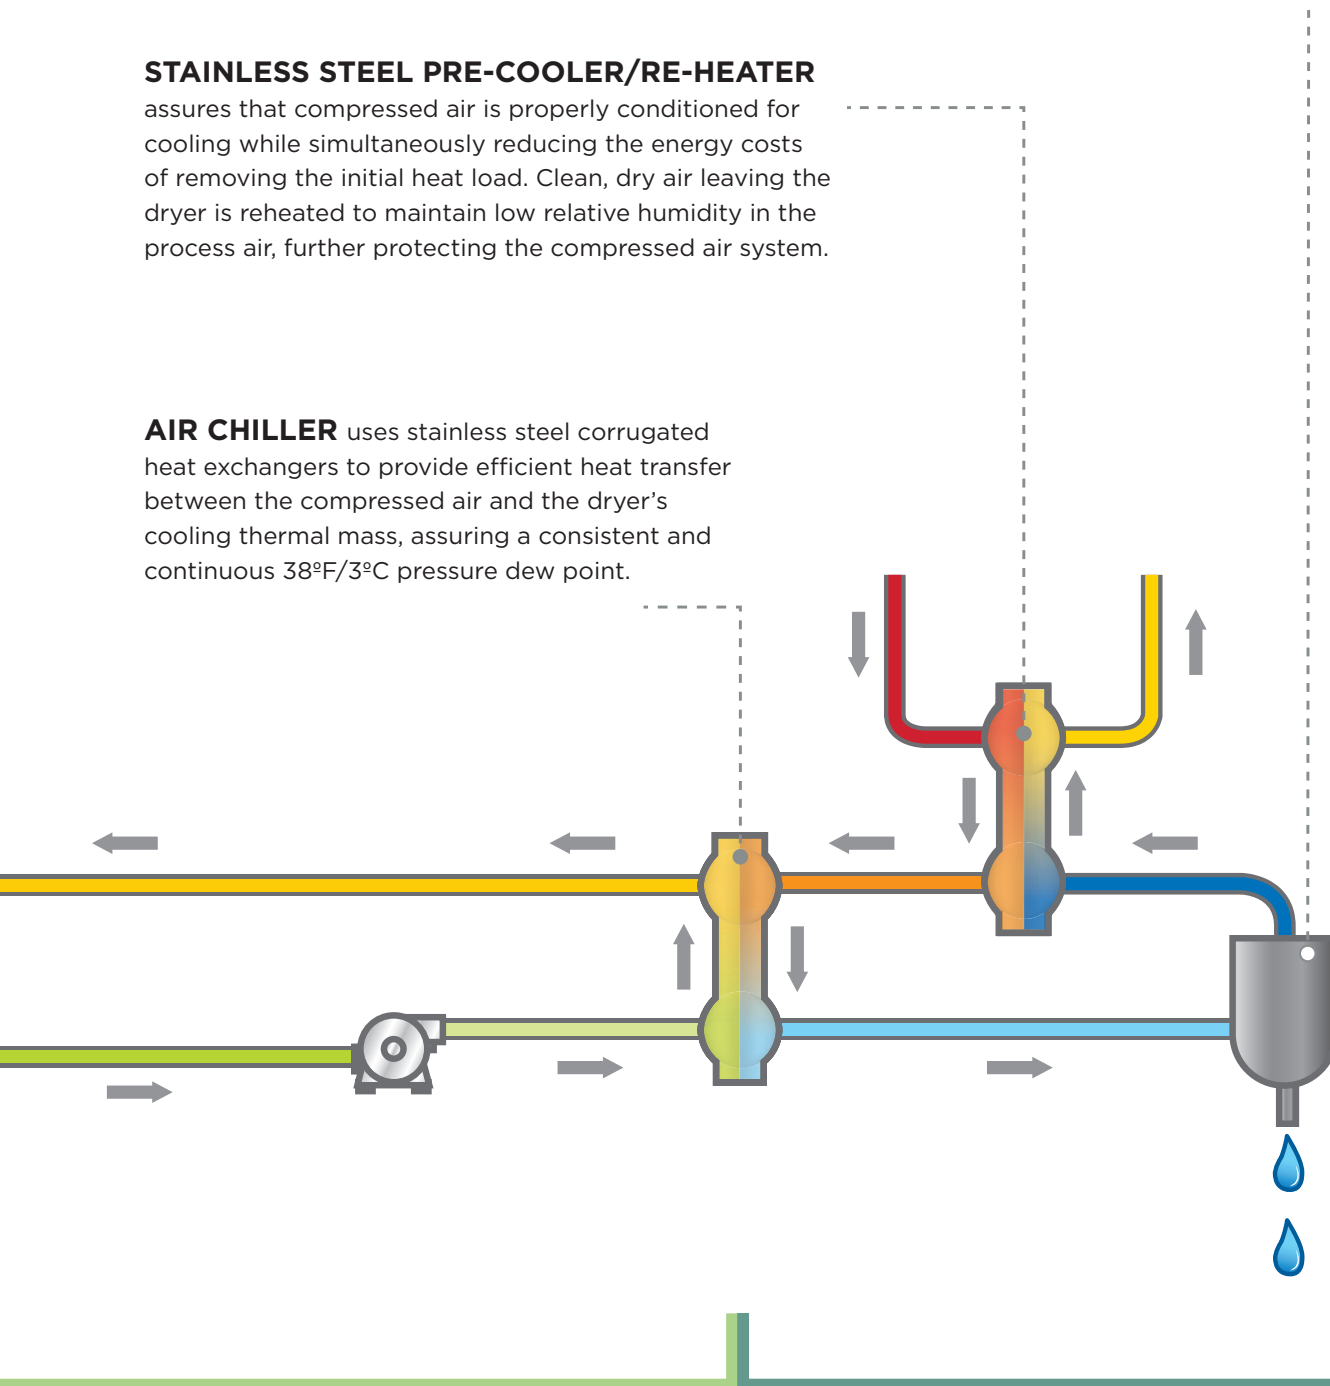 STAINLESS STEEL PRE-COOLER/RE-HEATER
assures that compressed air is properly conditioned for
cooling while simultaneously reducing the energy costs
of removing the initial heat load. Clean, dry air leaving the
dryer is reheated to maintain low relative humidity in the
process air, further protecting the compressed air system.
AIR CHILLER uses stainless steel corrugated
heat exchangers to provide efficient heat transfer
between the compressed air and the dryer’s
cooling thermal mass, assuring a consistent and
continuous 38ºF/3ºC pressure dew point.